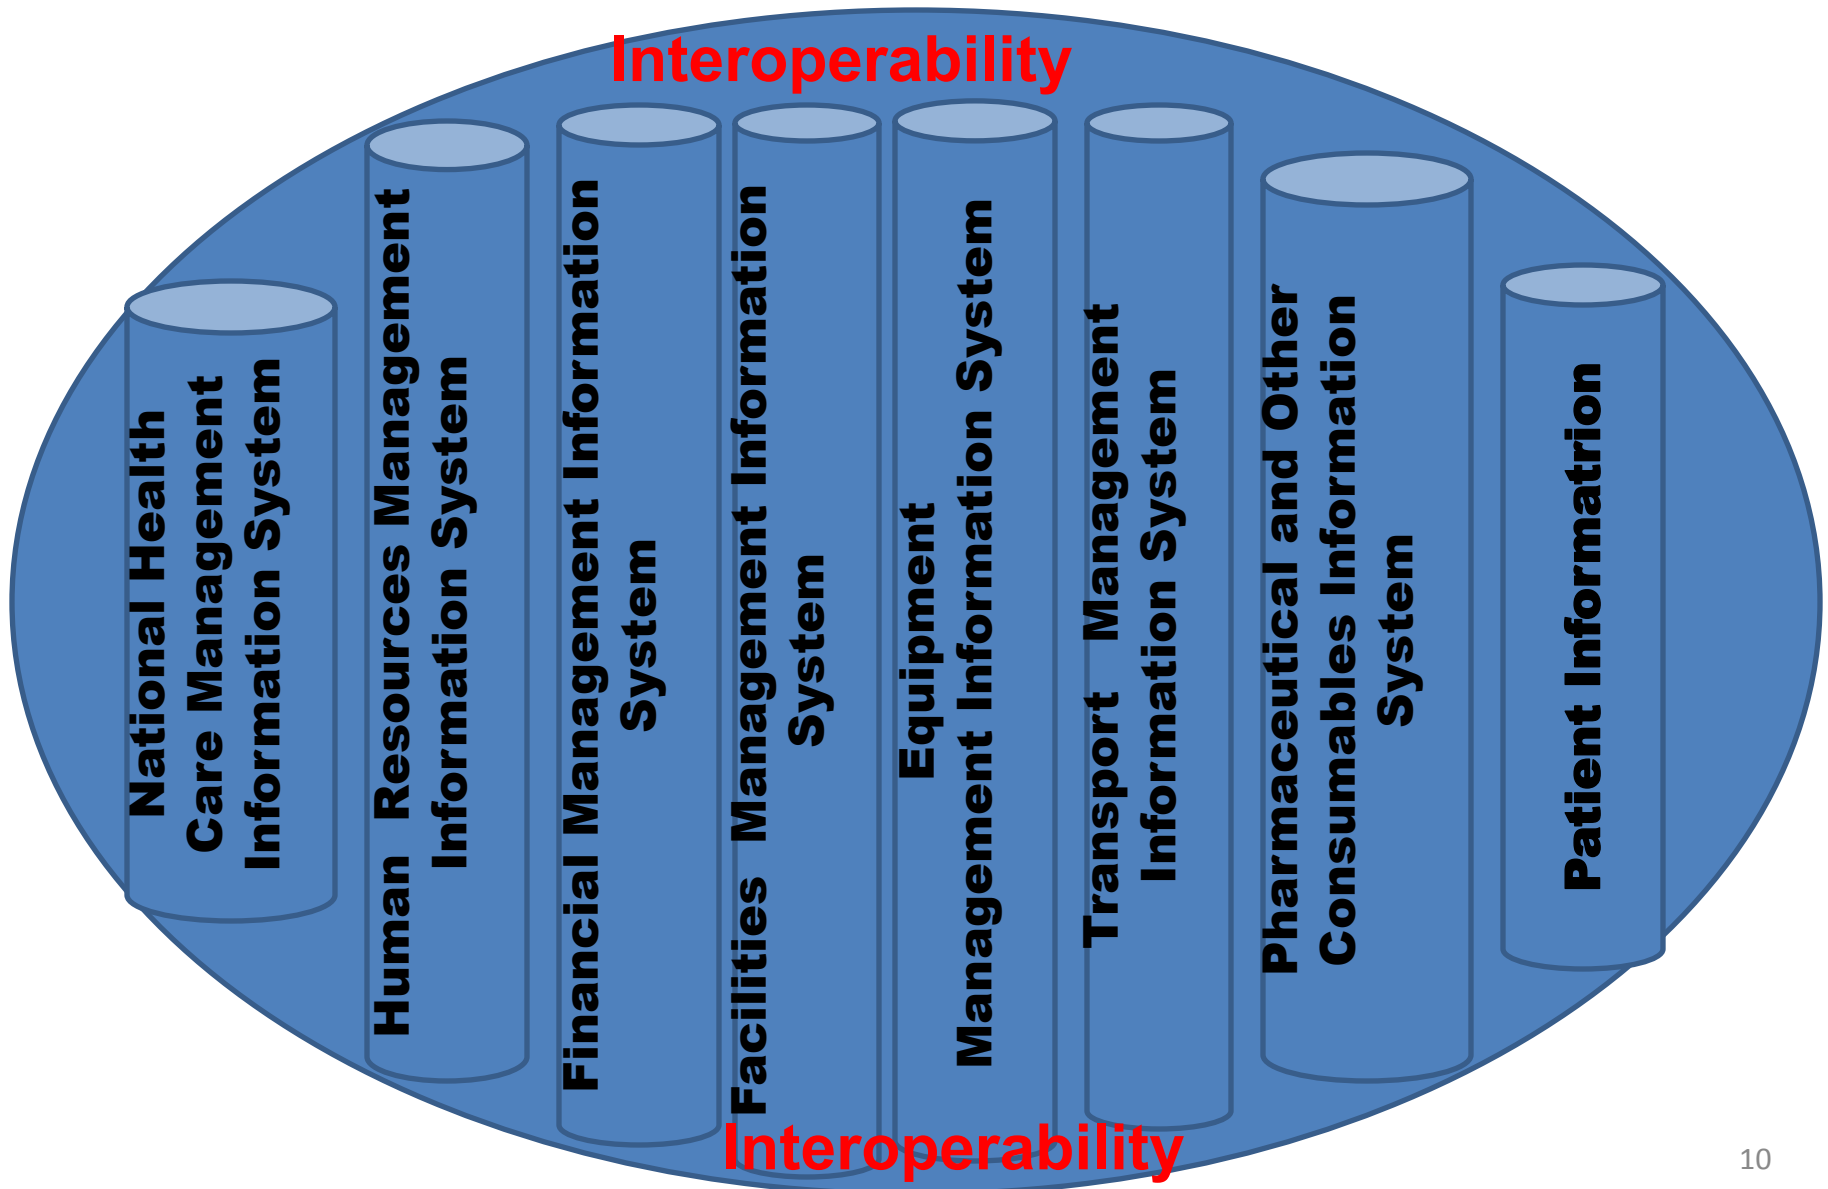 Interoperability
National Health
Care Management
Information System
Human  Resources Management
Information System
Financial Management Information
System
Facilities  Management Information
System
Equipment
Management Information System
Transport   Management
Information System
Pharmaceutical and Other
Consumables Information
System
Patient Informatrion
Interoperability
10